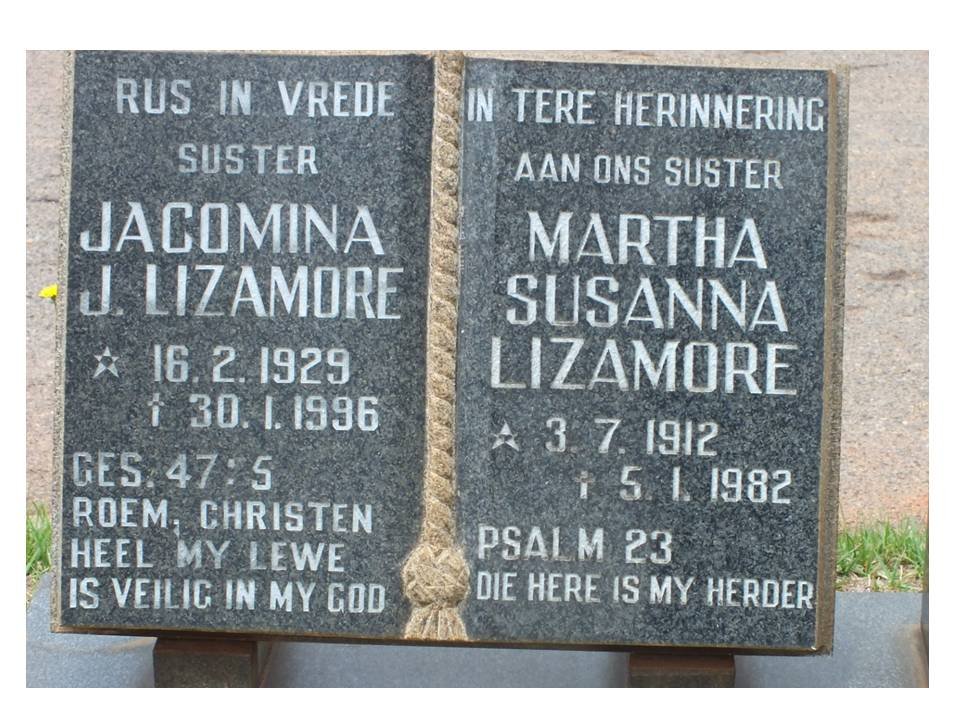 RUS IN VREDE
SUSTER
JACOMINA
J. LIZAMORE
☆ 16. 2. 1929
† 30. 1. 1996
GES. 47:5
ROEM, CHRISTEN
HEEL MY LEWE
IS VEILIG IN MY GOD
IN TERE HERINNERING
AAN ONS SUSTER
MARTHA
SUSANNA
LIZAMORE
☆ 3. 7. 1912
† 5. 1. 1982
PSALM 23
DIE HERE IS MY HERDER